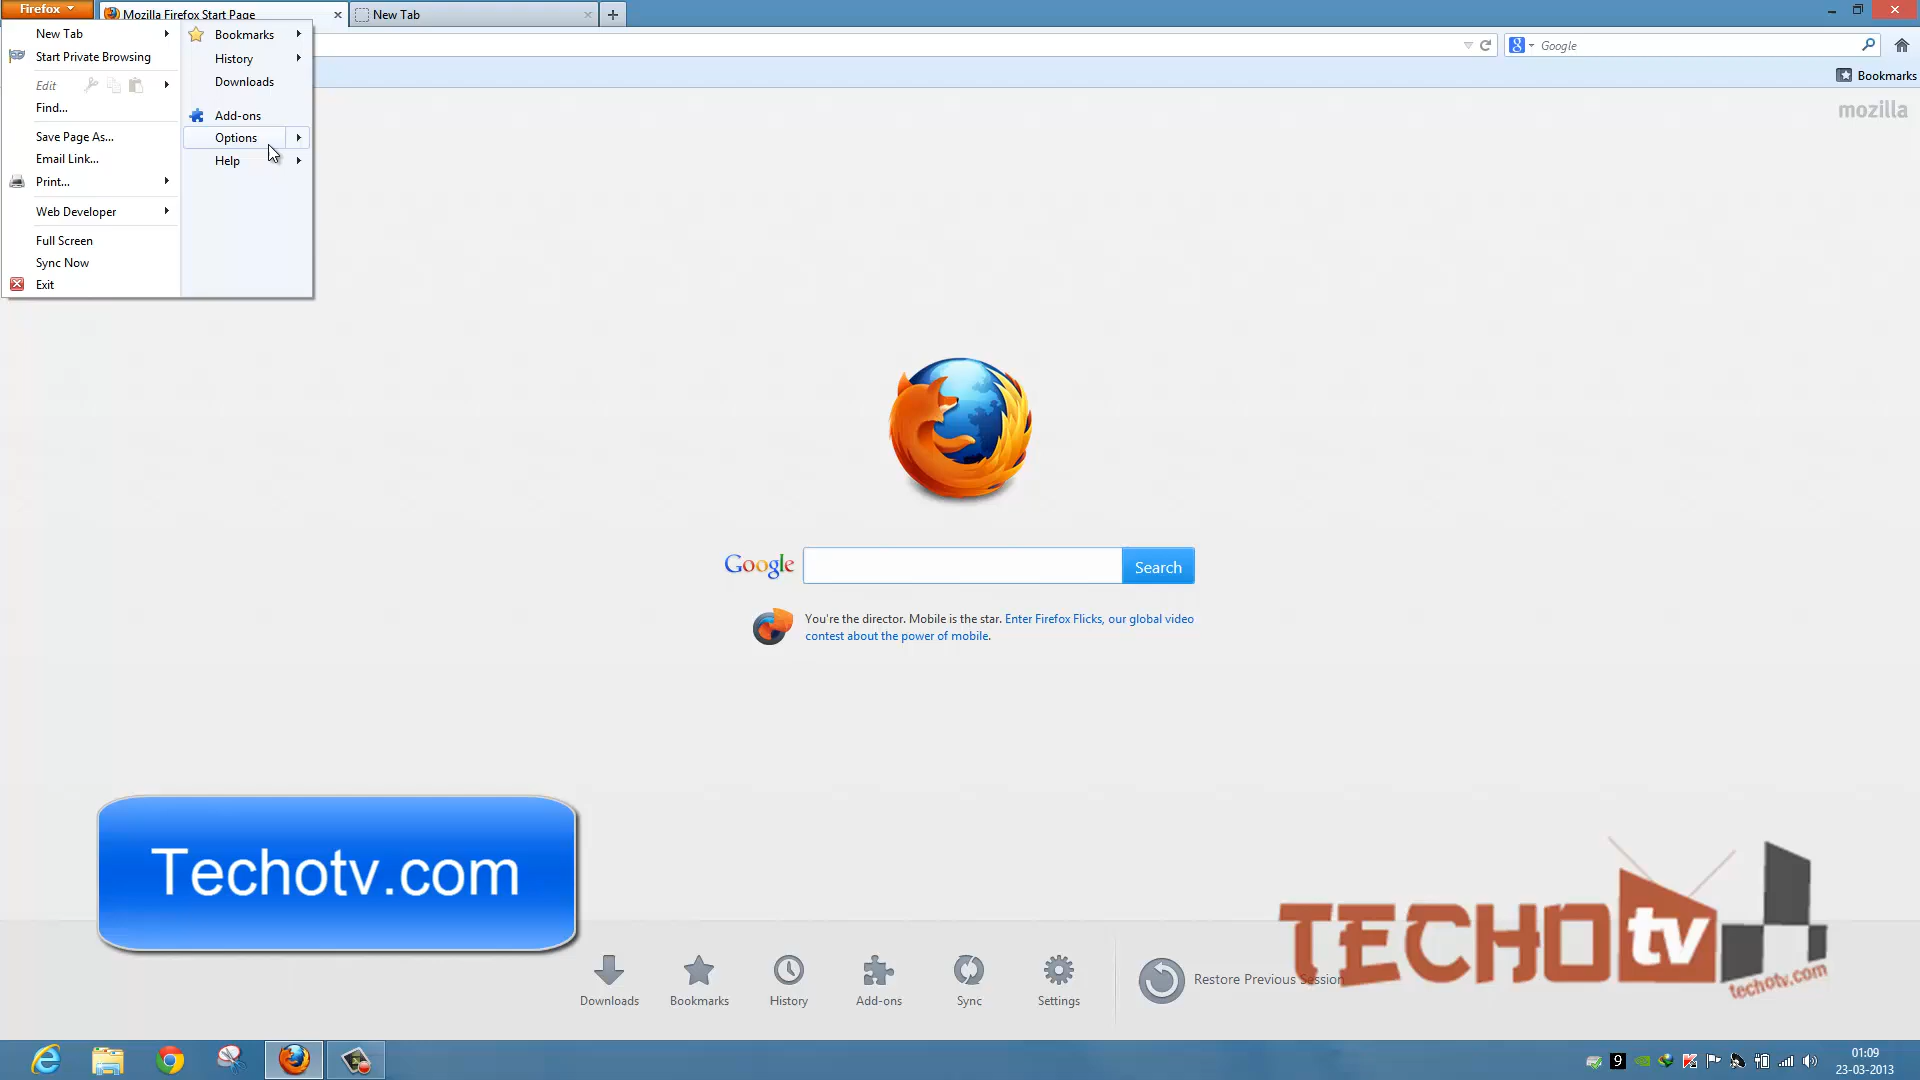 Firefox
Mozilla Firefox Start Page
New Tab
New Tab
Start Private Browsing
Edit
Find...
Save Page As...
Email Link...
Print...
Web Developer
Full Screen
Sync Now
Exit
Bookmarks
History
Downloads
Add-ons
Options
Help
Google
Bookmarks
mozilla
Google
Search
You're the director. Mobile is the star. Enter Firefox Flicks, our global video
contest about the power of mobile.
Techotv.com
TECHO tv
techotv.com
Downloads
Bookmarks
History
Add-ons
Sync
Settings
Restore Previous Session
9
01:09
23-03-2013